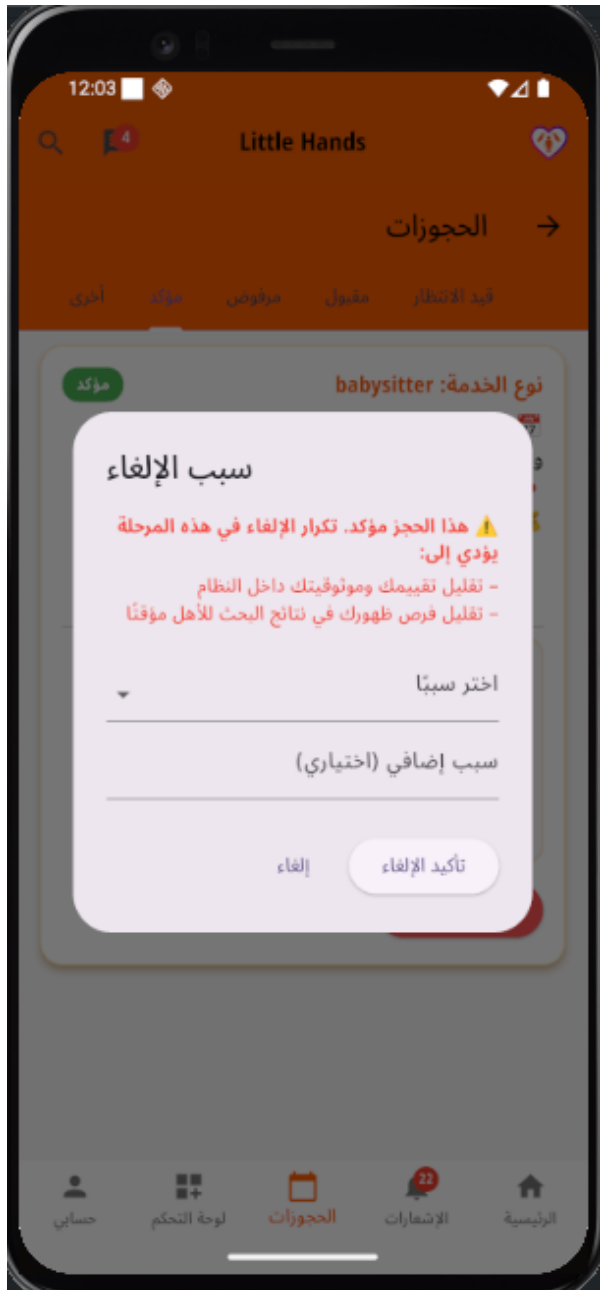 12:03
4
Little Hands
الحجوزات
قيد الانتظار
مقبول
مرفوض
مؤكد
أخرى
نوع الخدمة: babysitter
مؤكد
سبب الإلغاء
⚠️ هذا الحجز مؤكد. تكرار الإلغاء في هذه المرحلة
يؤدي إلى:
- تقليل تقييمك وموثوقيتك داخل النظام
- تقليل فرص ظهورك في نتائج البحث للأهل مؤقتًا
اختر سببًا
سبب إضافي (اختياري)
تأكيد الإلغاء
إلغاء
الرئيسية
22
الإشعارات
الحجوزات
لوحة التحكم
حسابي